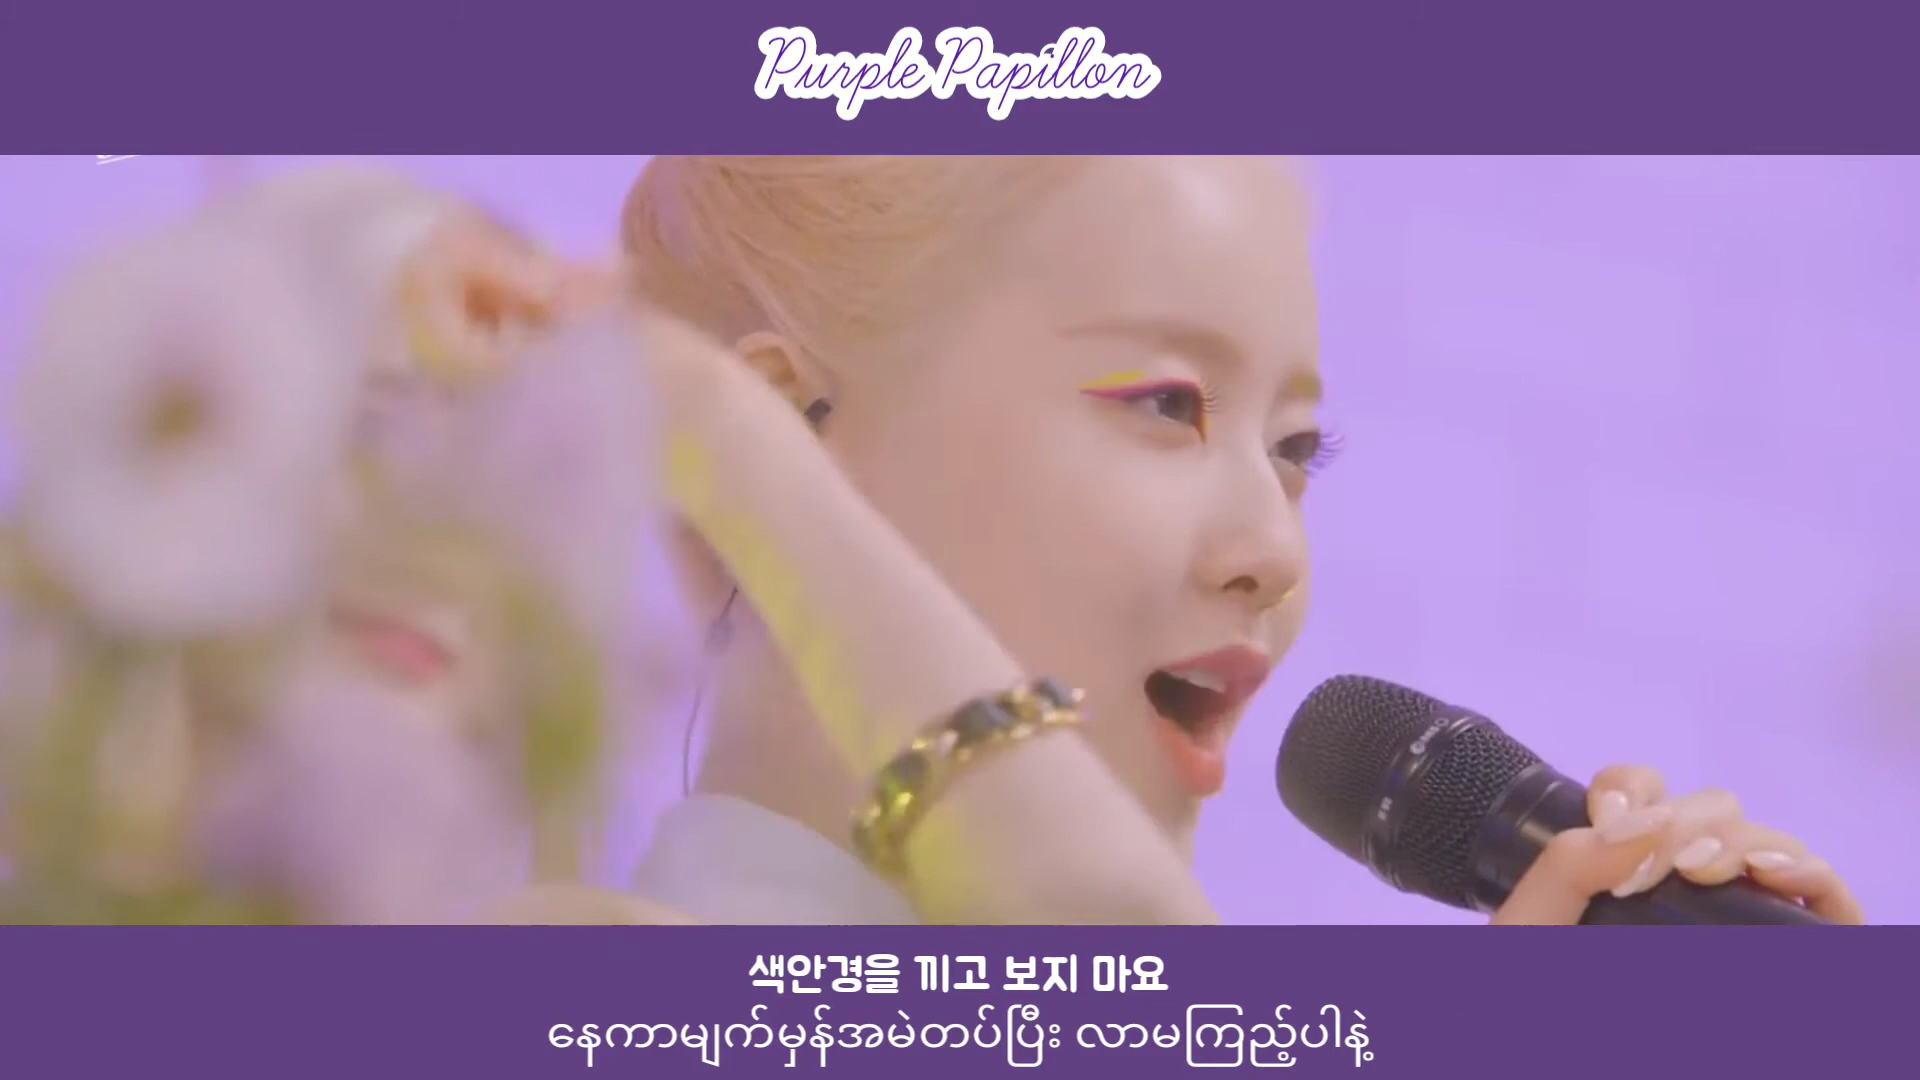 Purple Papillon
색안경을 끼고 보지 마요
နေကာမျက်မှန်အမဲတပ်ပြီး လာမကြည့်ပါနဲ့